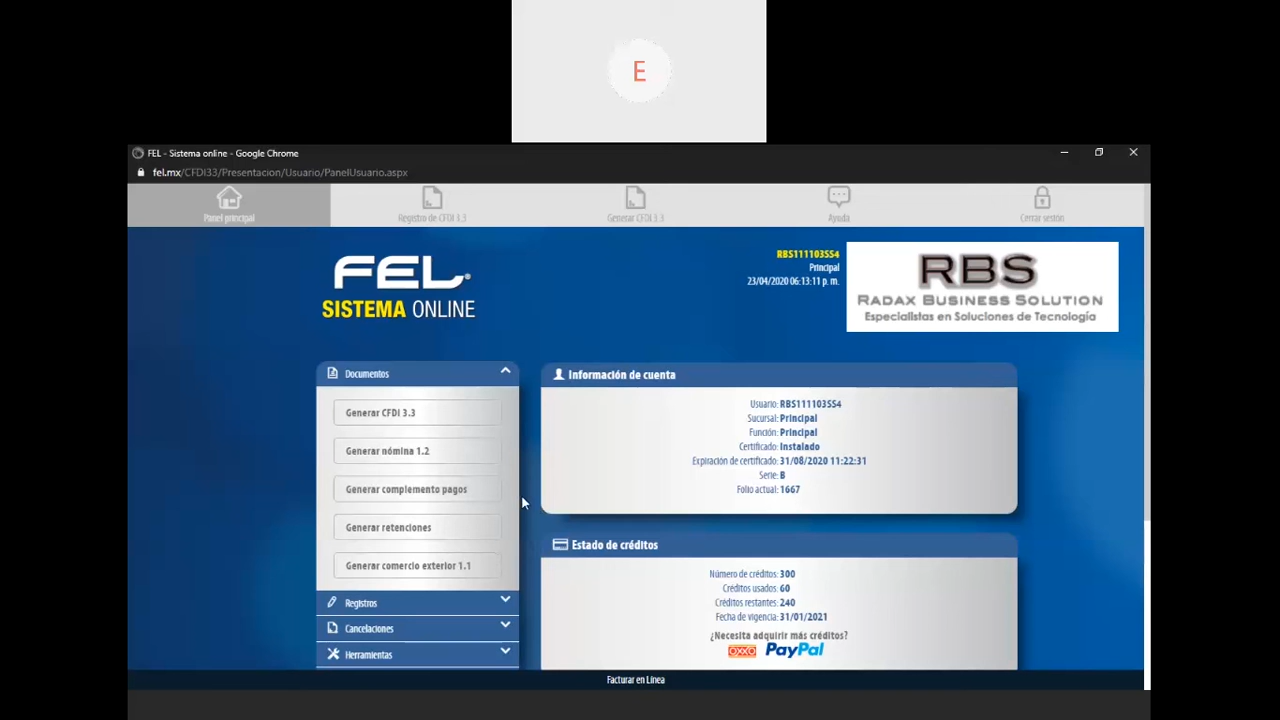 E
FEL - Sistema online - Google Chrome
fel.mx/CFDI33/Presentacion/Usuario/PanelUsuario.aspx
Panel principal
Registro de CFDI 3.3
Generar CFDI 3.3
Ayuda
Cerrar sesión
FEL
SISTEMA ONLINE
RBS111103SS4
Principal
23/04/2020 06:13:11 p. m.
RBS
RADAX BUSINESS SOLUTION
Especialistas en Soluciones de Tecnología
Documentos
Generar CFDI 3.3
Generar nómina 1.2
Generar complemento pagos
Generar retenciones
Generar comercio exterior 1.1
Registros
Cancelaciones
Herramientas
Información de cuenta
Usuario: RBS111103SS4
Sucursal: Principal
Función: Principal
Certificado: Instalado
Expiración de certificado: 31/08/2020 11:22:31
Serie: B
Folio actual: 1667
Estado de créditos
Número de créditos: 300
Créditos usados: 60
Créditos restantes: 240
Fecha de vigencia: 31/01/2021
¿Necesita adquirir más créditos?
OXXO PayPal
Facturar en Línea